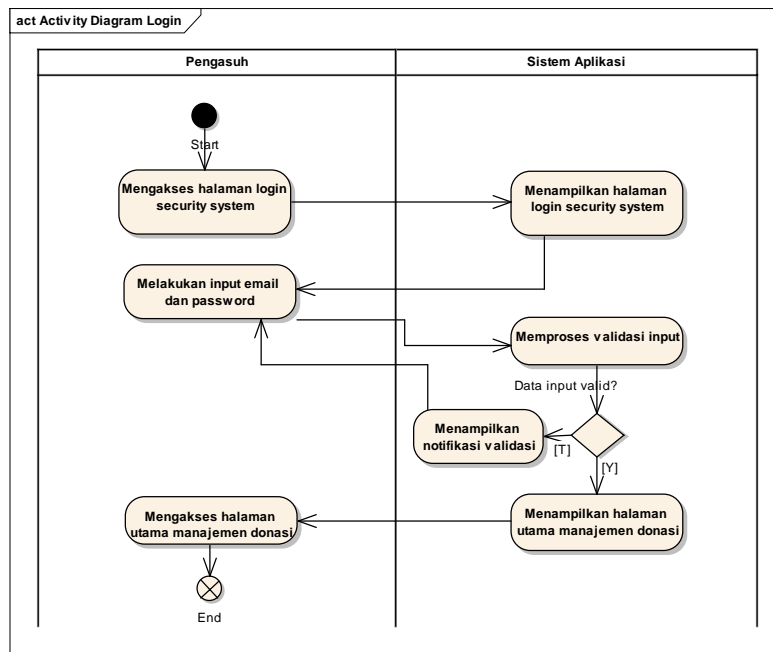 act Activity Diagram Login
Pengasuh
Sistem Aplikasi
Start
Mengakses halaman login
security system
Menampilkan halaman
login security system
Melakukan input email
dan password
Memproses validasi input
Data input valid?
Menampilkan
notifikasi validasi
[T]
[Y]
Mengakses halaman
utama manajemen donasi
Menampilkan halaman
utama manajemen donasi
End